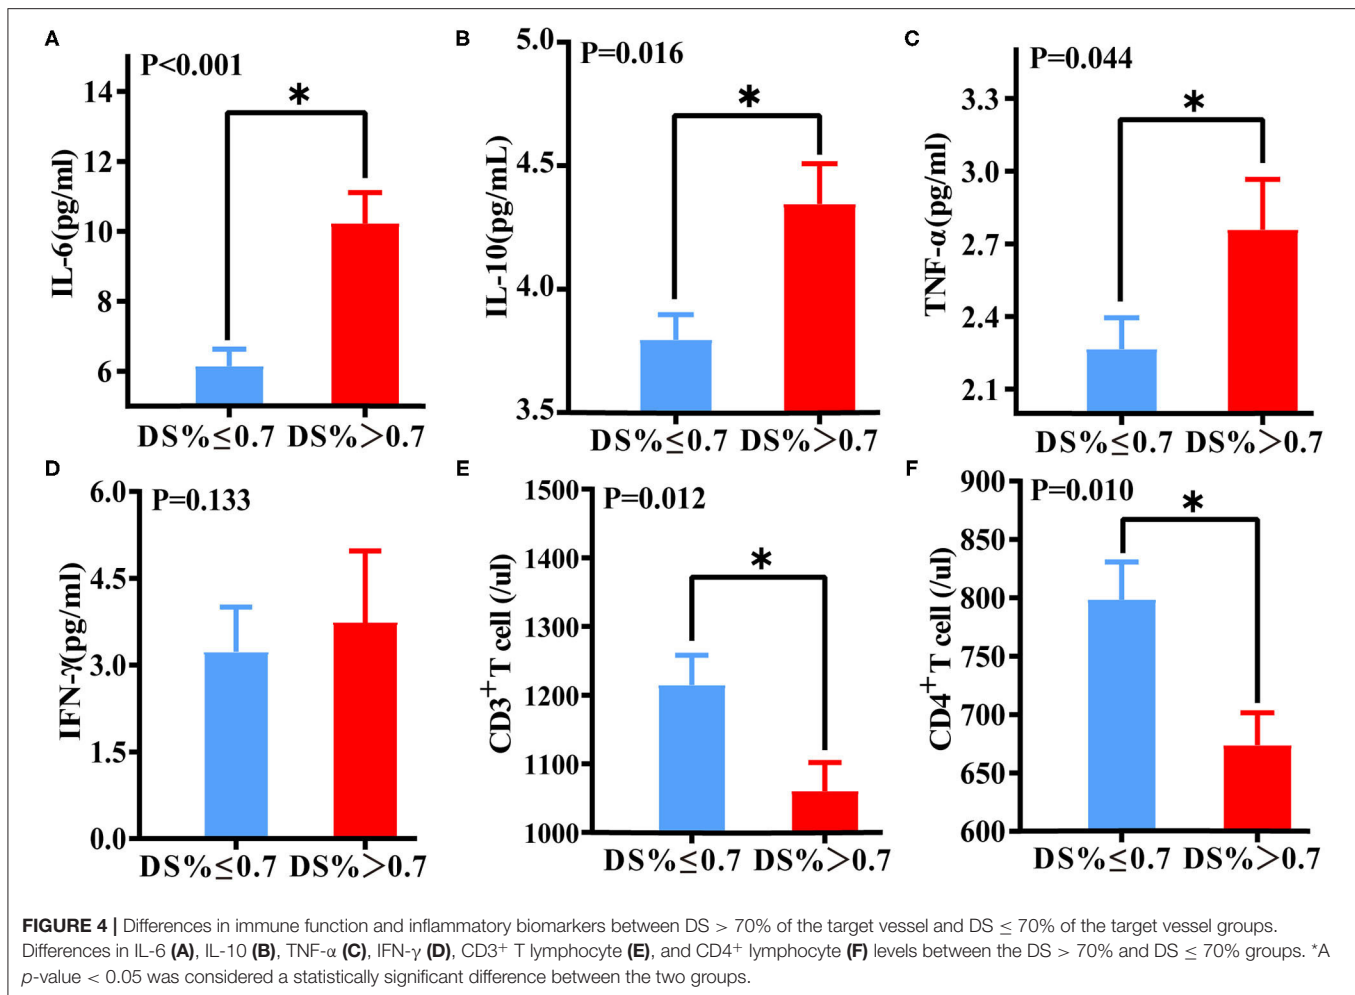 A
P<0.001
*
14
12
10
8
6
IL-6(pg/ml)
DS%≤0.7 DS%>0.7
B
P=0.016
*
5.0
4.5
4.0
3.5
IL-10(pg/mL)
DS%≤0.7 DS%>0.7
C
P=0.044
*
3.3
3.0
2.7
2.4
2.1
TNF-α(pg/ml)
DS%≤0.7 DS%>0.7
D
P=0.133
6.0
4.5
3.0
1.5
0.0
IFN-γ(pg/ml)
DS%≤0.7 DS%>0.7
E
P=0.012
*
1500
1400
1300
1200
1100
1000
CD3⁺T cell (/ul)
DS%≤0.7 DS%>0.7
F
P=0.010
*
900
850
800
750
700
650
600
CD4⁺T cell (/ul)
DS%≤0.7 DS%>0.7
FIGURE 4 | Differences in immune function and inflammatory biomarkers between DS > 70% of the target vessel and DS ≤ 70% of the target vessel groups.
Differences in IL-6 (A), IL-10 (B), TNF-α (C), IFN-γ (D), CD3⁺ T lymphocyte (E), and CD4⁺ lymphocyte (F) levels between the DS > 70% and DS ≤ 70% groups. *A
p-value < 0.05 was considered a statistically significant difference between the two groups.